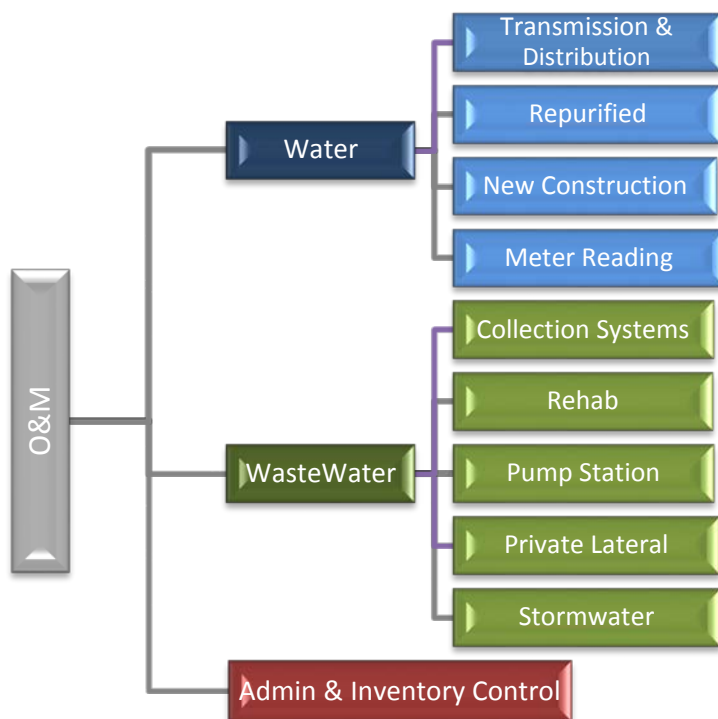 O&M
Water
Transmission &
Distribution
Repurified
New Construction
Meter Reading
WasteWater
Collection Systems
Rehab
Pump Station
Private Lateral
Stormwater
Admin & Inventory Control